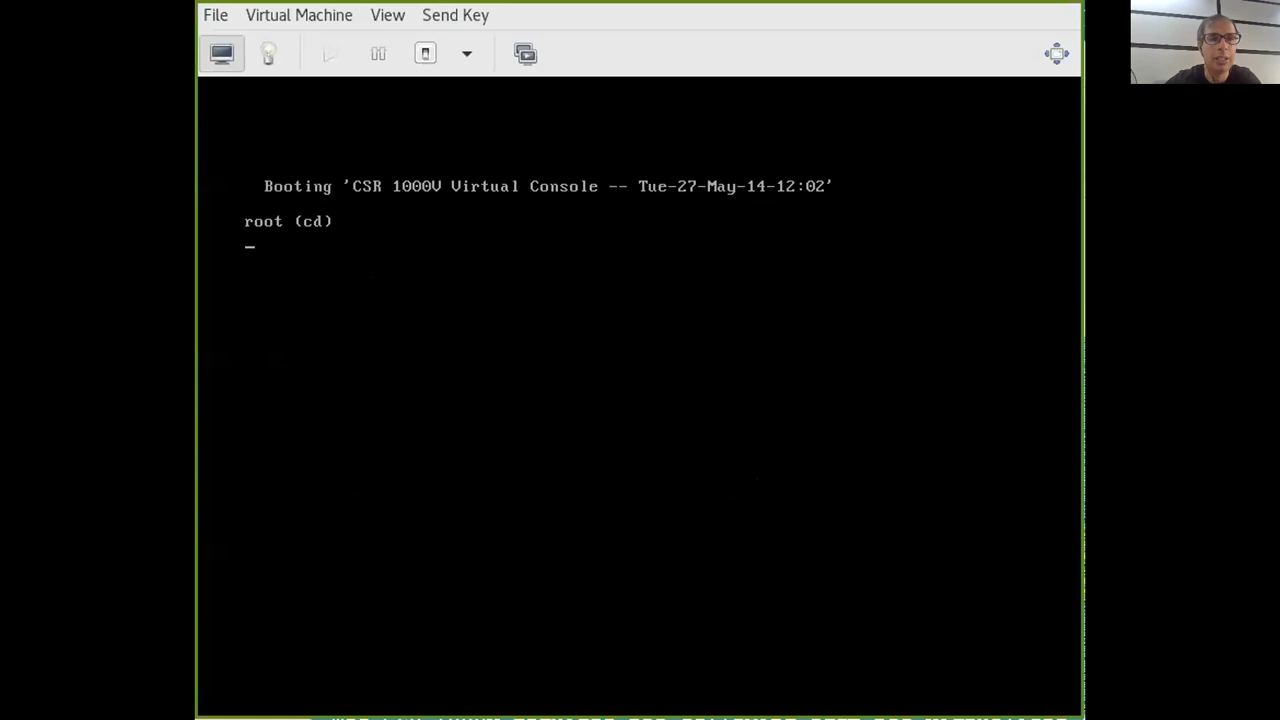 File Virtual Machine View Send Key
Booting 'CSR 1000V Virtual Console -- Tue-27-May-14-12:02'
root (cd)
_